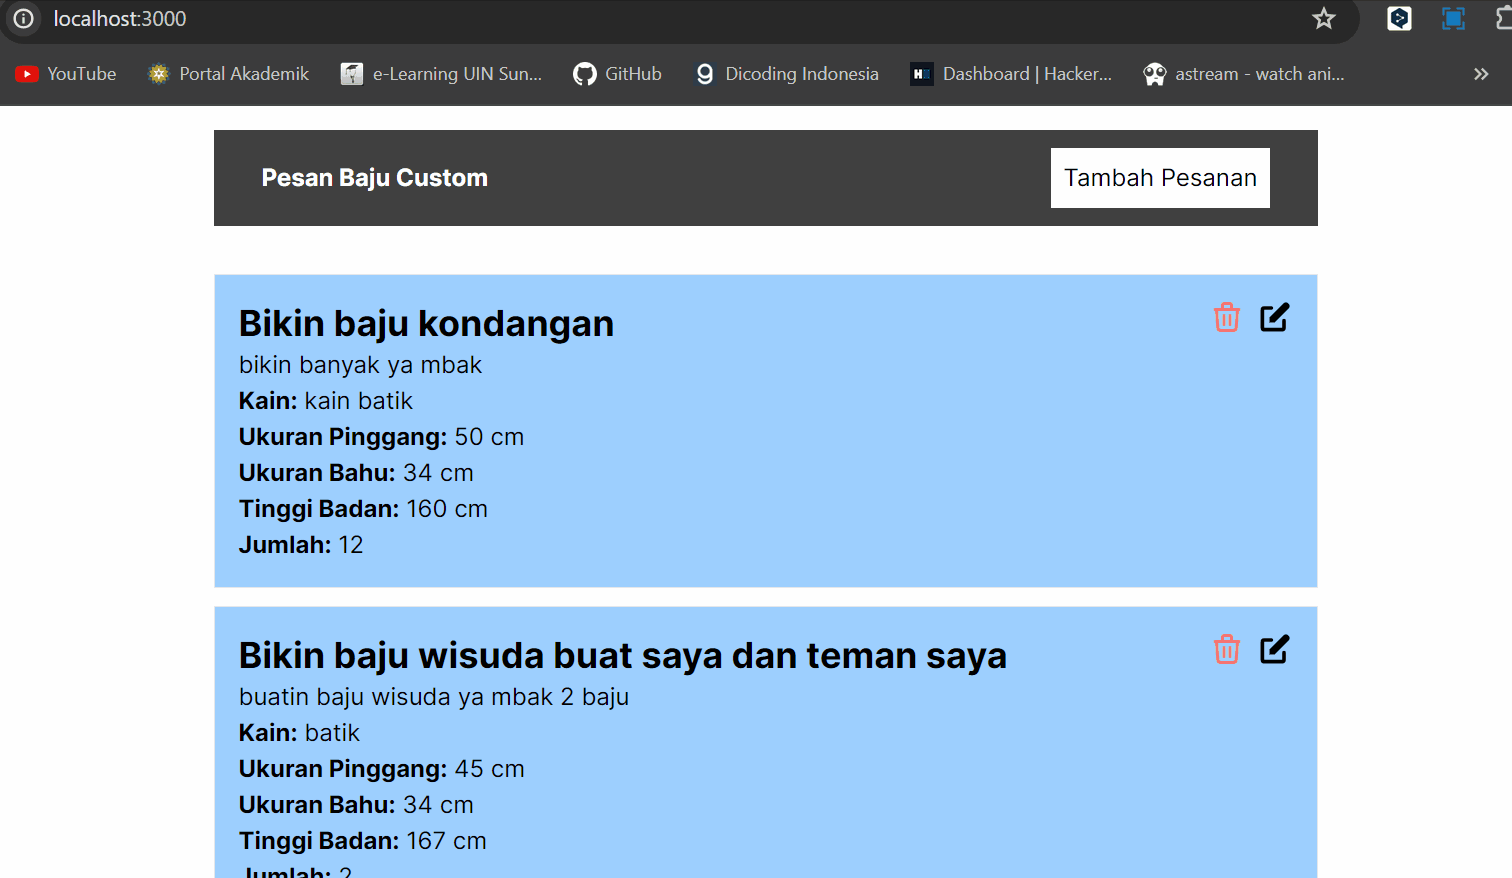 localhost:3000
YouTube
Portal Akademik
e-Learning UIN Sun...
GitHub
Dicoding Indonesia
Dashboard | Hacker...
astream - watch ani...
Pesan Baju Custom
Tambah Pesanan
Bikin baju kondangan
bikin banyak ya mbak
Kain: kain batik
Ukuran Pinggang: 50 cm
Ukuran Bahu: 34 cm
Tinggi Badan: 160 cm
Jumlah: 12
Bikin baju wisuda buat saya dan teman saya
buatin baju wisuda ya mbak 2 baju
Kain: batik
Ukuran Pinggang: 45 cm
Ukuran Bahu: 34 cm
Tinggi Badan: 167 cm
Jumlah: 2